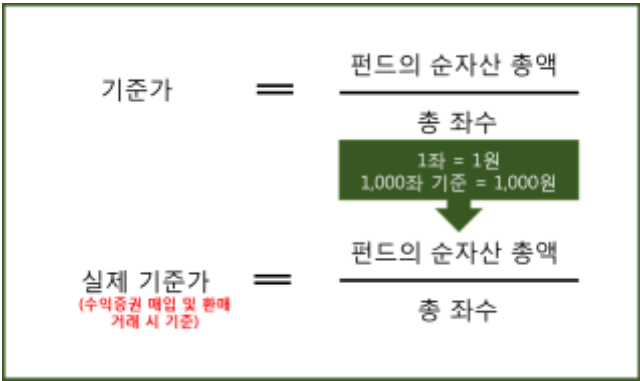 기준가
=
펀드의 순자산 총액
총 좌수
1좌 = 1원
1,000좌 기준 = 1,000원
실제 기준가
(수익증권 매입 및 환매
거래 시 기준)
=
펀드의 순자산 총액
총 좌수